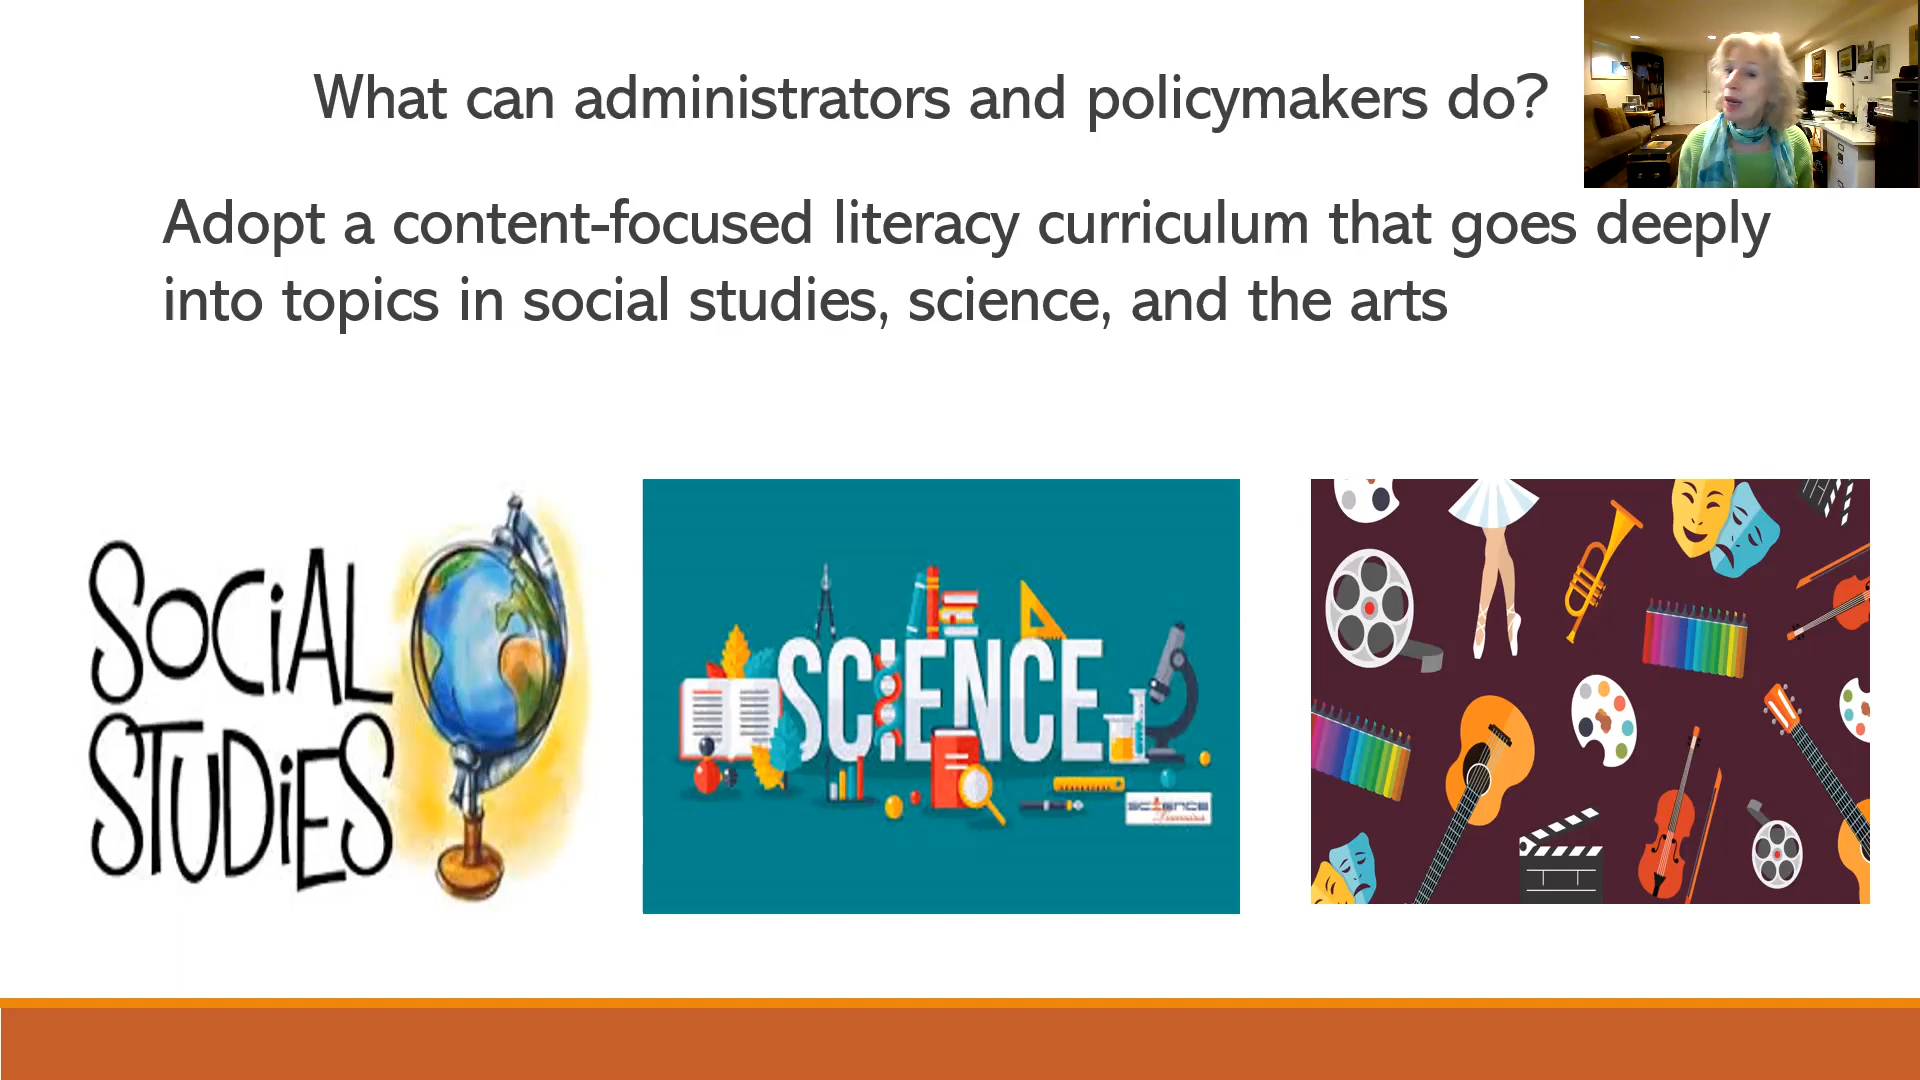 What can administrators and policymakers do?
Adopt a content-focused literacy curriculum that goes deeply
into topics in social studies, science, and the arts
SOCiAL
STUDiES
SCIENCE
SCIENCE